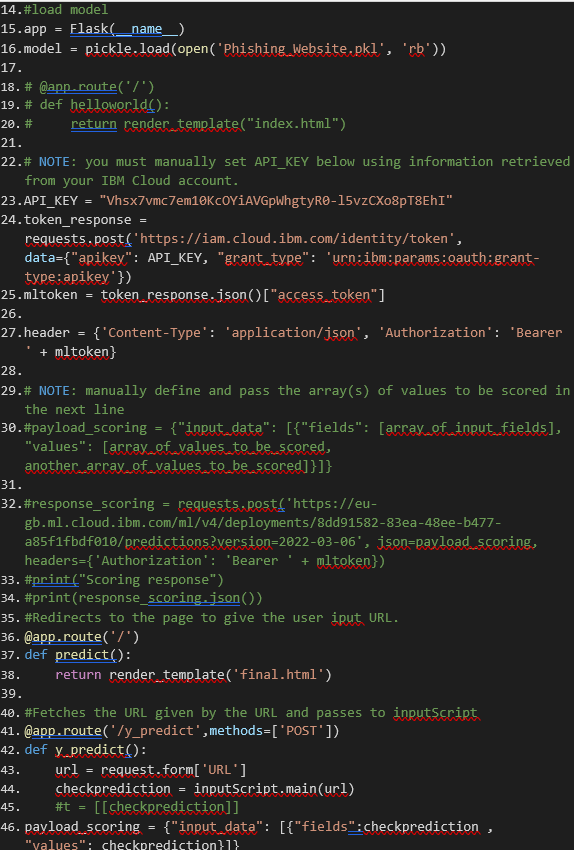 14.#load model
15.app = Flask(__name__)
16.model = pickle.load(open('Phishing_Website.pkl', 'rb'))
17.
18.# @app.route('/')
19.# def helloworld():
20.#     return render_template("index.html")
21.
22.# NOTE: you must manually set API_KEY below using information retrieved
from your IBM Cloud account.
23.API_KEY = "Vhsx7vmc7em10KcOYiAVGpWhgtyR0-l5vzCXo8pT8EhI"
24.token_response =
requests.post('https://iam.cloud.ibm.com/identity/token',
data={"apikey": API_KEY, "grant_type": 'urn:ibm:params:oauth:grant-
type:apikey'})
25.mltoken = token_response.json()["access_token"]
26.
27.header = {'Content-Type': 'application/json', 'Authorization': 'Bearer
' + mltoken}
28.
29.# NOTE: manually define and pass the array(s) of values to be scored in
the next line
30.#payload_scoring = {"input_data": [{"fields": [array_of_input_fields],
"values": [array_of_values_to_be_scored,
another_array_of_values_to_be_scored]}]}
31.
32.#response_scoring = requests.post('https://eu-
gb.ml.cloud.ibm.com/ml/v4/deployments/8dd91582-83ea-48ee-b477-
a85f1fbdf010/predictions?version=2022-03-06', json=payload_scoring,
headers={'Authorization': 'Bearer ' + mltoken})
33.#print("Scoring response")
34.#print(response_scoring.json())
35.#Redirects to the page to give the user iput URL.
36.@app.route('/')
37.def predict():
38.    return render_template('final.html')
39.
40.#Fetches the URL given by the URL and passes to inputScript
41.@app.route('/y_predict',methods=['POST'])
42.def y_predict():
43.    url = request.form['URL']
44.    checkprediction = inputScript.main(url)
45.    #t = [[checkprediction]]
46.payload_scoring = {"input_data": [{"fields":checkprediction ,
"values": checkprediction}]}